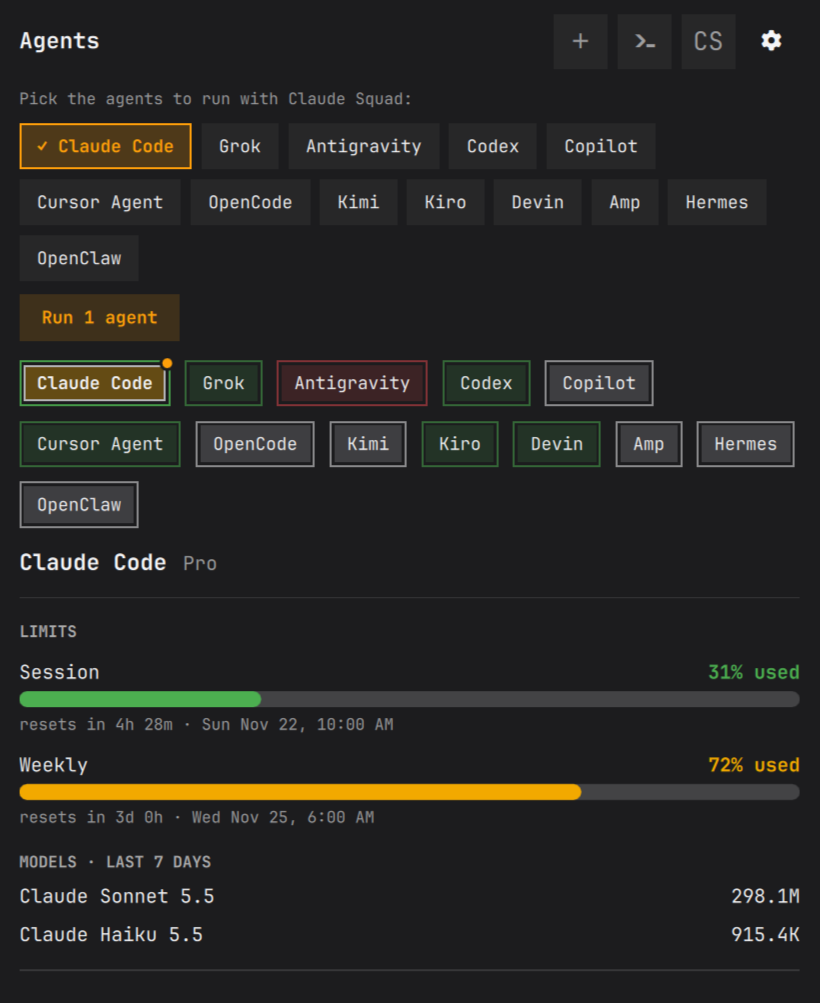 Agents + >_ CS
Pick the agents to run with Claude Squad:
✓ Claude Code Grok Antigravity Codex Copilot
Cursor Agent OpenCode Kimi Kiro Devin Amp Hermes
OpenClaw
Run 1 agent
Claude Code Grok Antigravity Codex Copilot
Cursor Agent OpenCode Kimi Kiro Devin Amp Hermes
OpenClaw
Claude Code Pro
LIMITS
Session 31% used
resets in 4h 28m · Sun Nov 22, 10:00 AM
Weekly 72% used
resets in 3d 0h · Wed Nov 25, 6:00 AM
MODELS · LAST 7 DAYS
Claude Sonnet 5.5 298.1M
Claude Haiku 5.5 915.4K